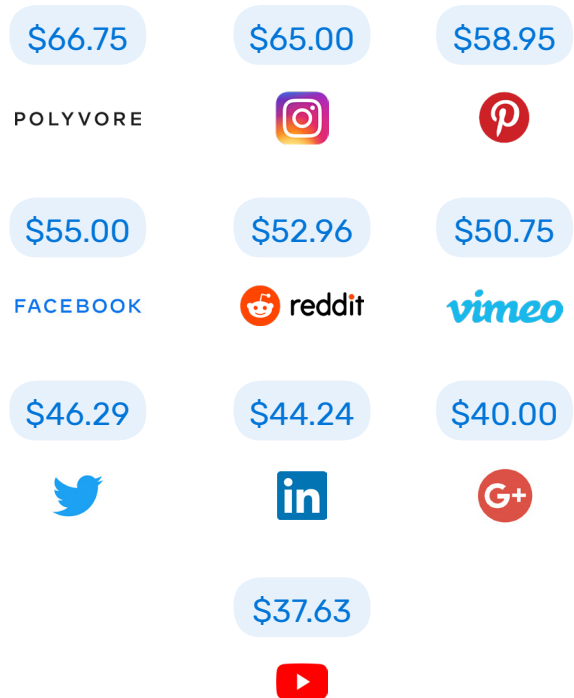 $66.75 $65.00 $58.95
POLYVORE
$55.00 $52.96 $50.75
FACEBOOK reddit vimeo
$46.29 $44.24 $40.00
in G+
$37.63